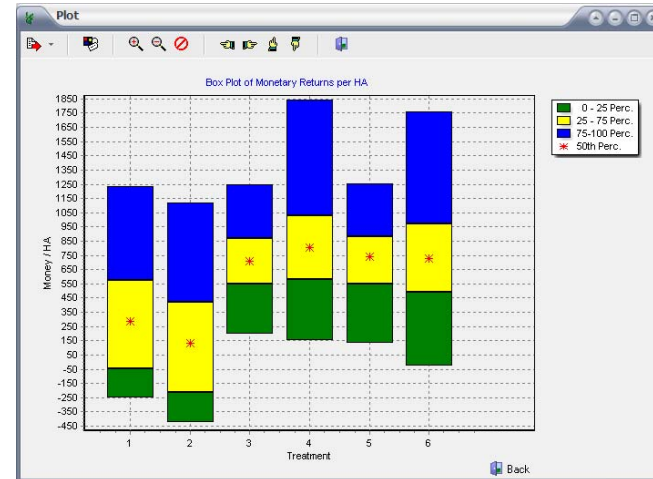 Plot
Box Plot of Monetary Returns per HA
1850
1750
1650
1550
1450
1350
1250
1150
1050
950
850
750
650
550
450
350
250
150
50
-50
-150
-250
-350
-450
Money / HA
1 2 3 4 5 6
Treatment
0 - 25 Perc.
25 - 75 Perc.
75-100 Perc.
50th Perc.
Back